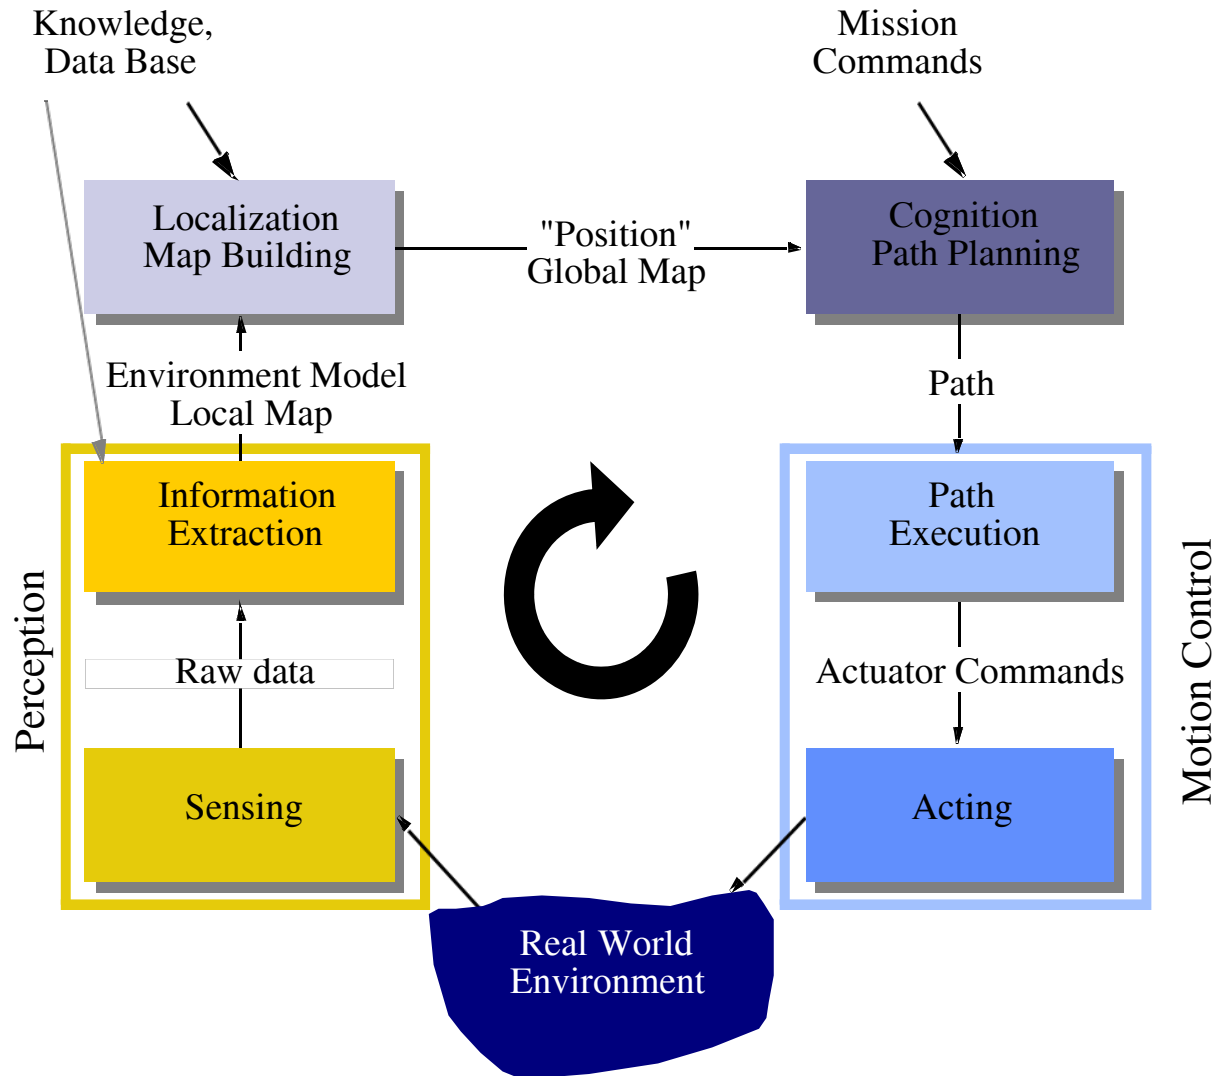 Knowledge,
Data Base
Mission
Commands
Localization
Map Building
"Position"
Global Map
Cognition
Path Planning
Environment Model
Local Map
Path
Information
Extraction
Path
Execution
Perception
Raw data
Actuator Commands
Motion Control
Sensing
Acting
Real World
Environment